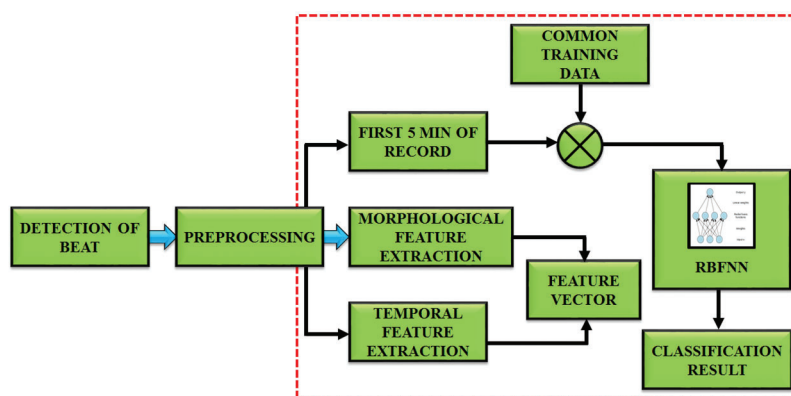 COMMON
TRAINING
DATA
FIRST 5 MIN OF
RECORD
DETECTION OF
BEAT
PREPROCESSING
MORPHOLOGICAL
FEATURE
EXTRACTION
TEMPORAL
FEATURE
EXTRACTION
FEATURE
VECTOR
RBFNN
CLASSIFICATION
RESULT